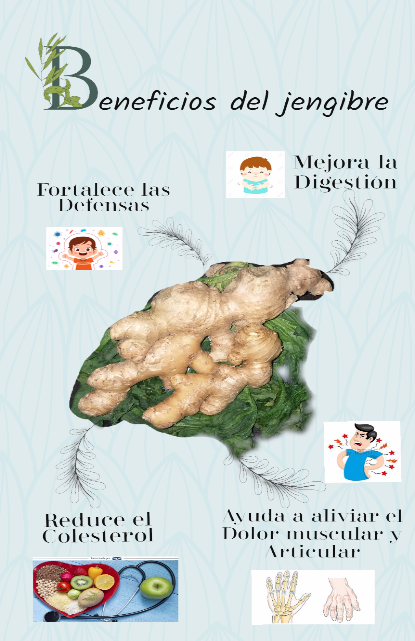 Beneficios del jengibre
Mejora la
Digestión
Fortalece las
Defensas
Reduce el
Colesterol
Ayuda a aliviar el
Dolor muscular y
Articular